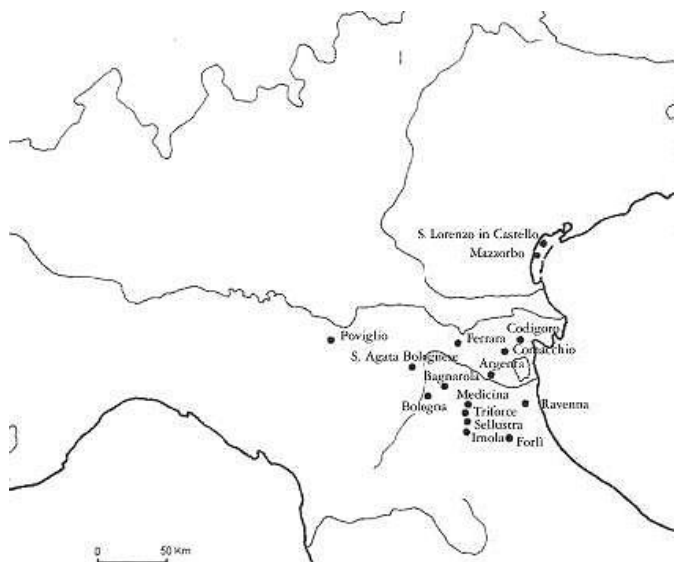 S. Lorenzo in Castello
Mazzorbo
Codigoro
Poviglio
Ferrara
Comacchio
S. Agata Bolognese
Argenta
Bagnarola
Medicina
Bologna
Ravenna
Triforce
Sellustra
Imola
Forlì
0 50 Km